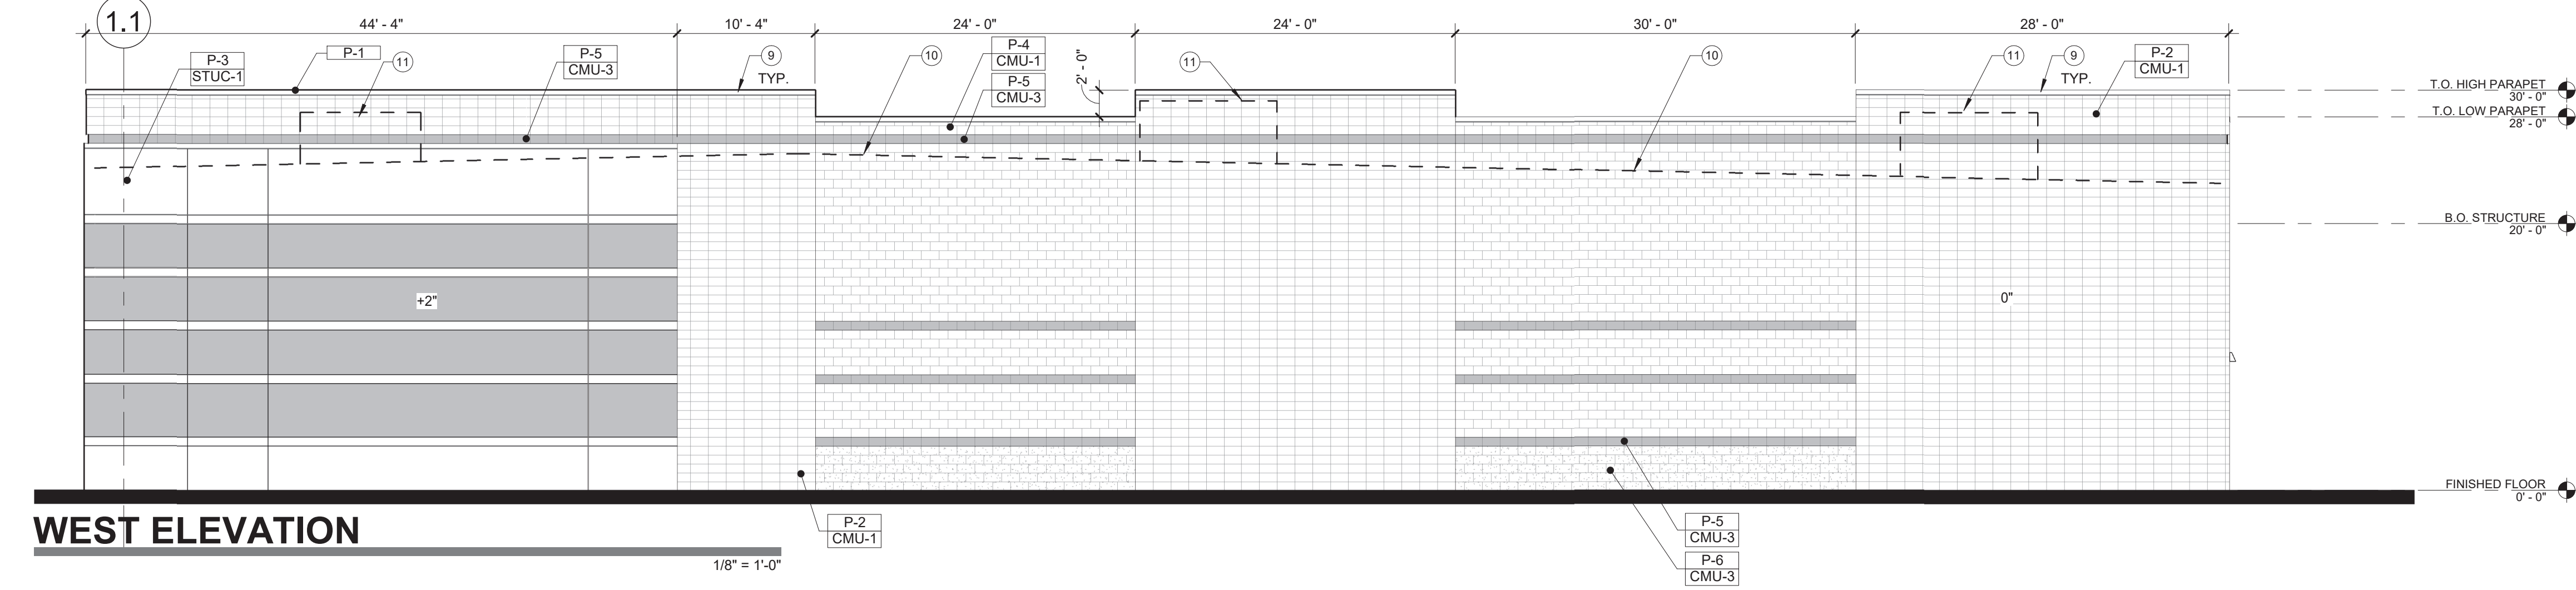 1.1
44' - 4"
10' - 4"
24' - 0"
24' - 0"
30' - 0"
28' - 0"
P-3
STUC-1
P-1
11
P-5
CMU-3
9
TYP.
10
P-4
CMU-1
P-5
CMU-3
2' - 0"
11
10
11
9
TYP.
P-2
CMU-1
T.O. HIGH PARAPET
30' - 0"
T.O. LOW PARAPET
28' - 0"
B.O. STRUCTURE
20' - 0"
+2"
0"
FINISHED FLOOR
0' - 0"
P-2
CMU-1
P-5
CMU-3
P-6
CMU-3
WEST ELEVATION
1/8" = 1'-0"